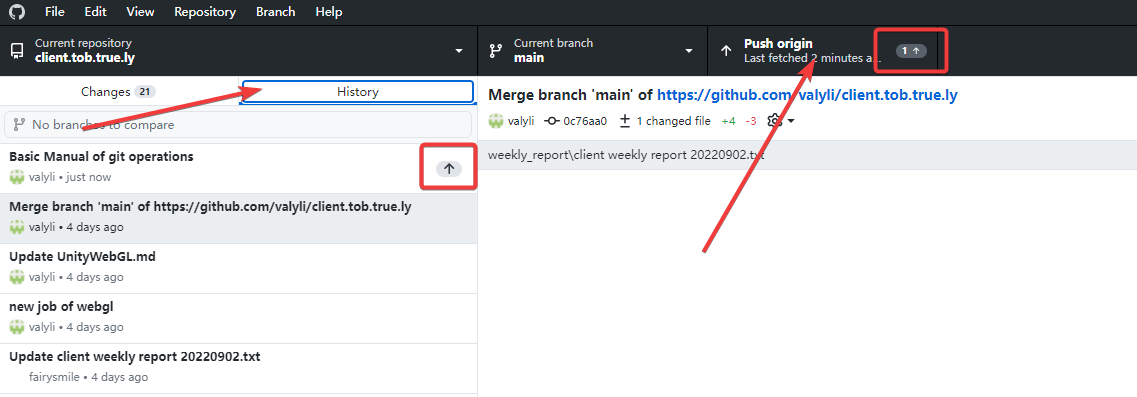 File Edit View Repository Branch Help
Current repository
client.tob.true.ly
Current branch
main
Push origin
Last fetched 2 minutes a...
1
Changes 21
History
No branches to compare
Basic Manual of git operations
valyli • just now
Merge branch 'main' of https://github.com/valyli/client.tob.true.ly
valyli • 4 days ago
Update UnityWebGL.md
valyli • 4 days ago
new job of webgl
valyli • 4 days ago
Update client weekly report 20220902.txt
fairysmile • 4 days ago
Merge branch 'main' of https://github.com/valyli/client.tob.true.ly
valyli 0c76aa0 1 changed file +4 -3
weekly_report\client weekly report 20220902.txt